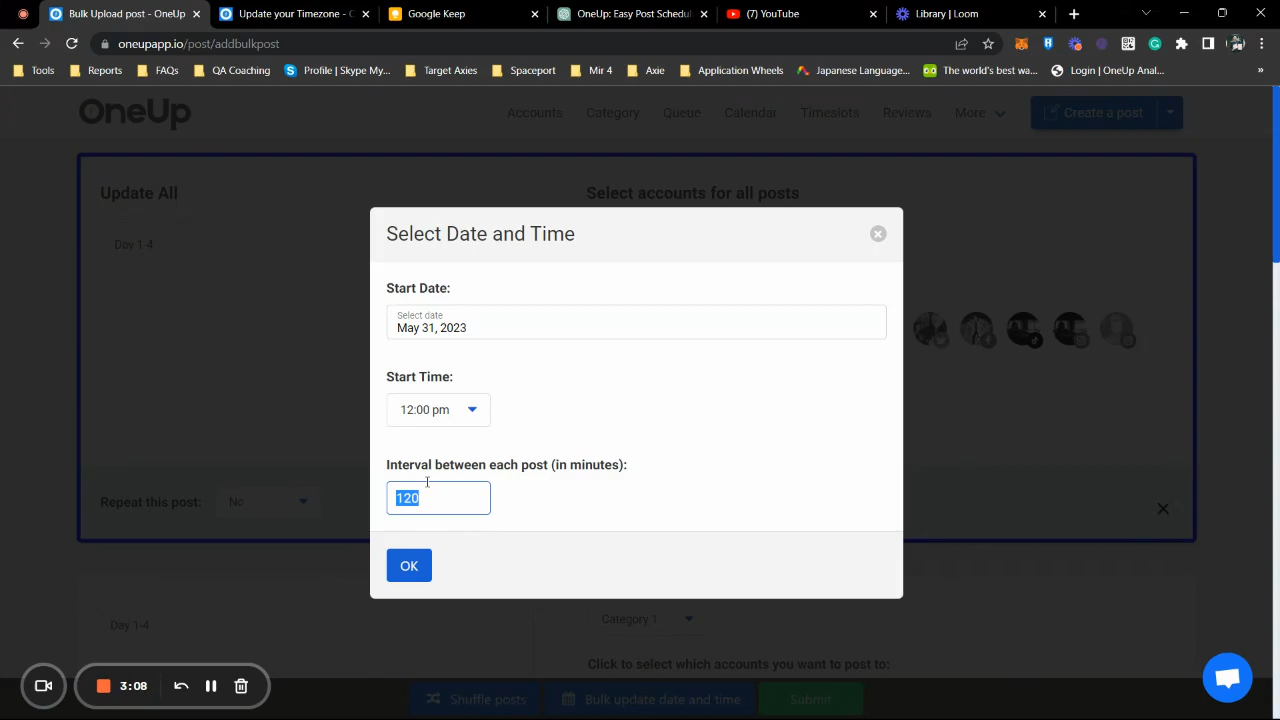 Bulk Upload post - OneUp
Update your Timezone - C
Google Keep
OneUp: Easy Post Schedul
(7) YouTube
Library | Loom
oneupapp.io/post/addbulkpost
Tools
Reports
FAQs
QA Coaching
Profile | Skype My...
Target Axies
Spaceport
Mir 4
Axie
Application Wheels
Japanese Language...
The world's best wa...
Login | OneUp Anal...
»
OneUp
Accounts
Category
Queue
Calendar
Timeslots
Reviews
More
Create a post
Update All
Select accounts for all posts
Day 1-4
Select Date and Time
Start Date:
Select date
May 31, 2023
Start Time:
12:00 pm
Interval between each post (in minutes):
120
OK
Repeat this post:
No
Day 1-4
Category 1
Click to select which accounts you want to post to:
Shuffle posts
Bulk update date and time
Submit
3:08